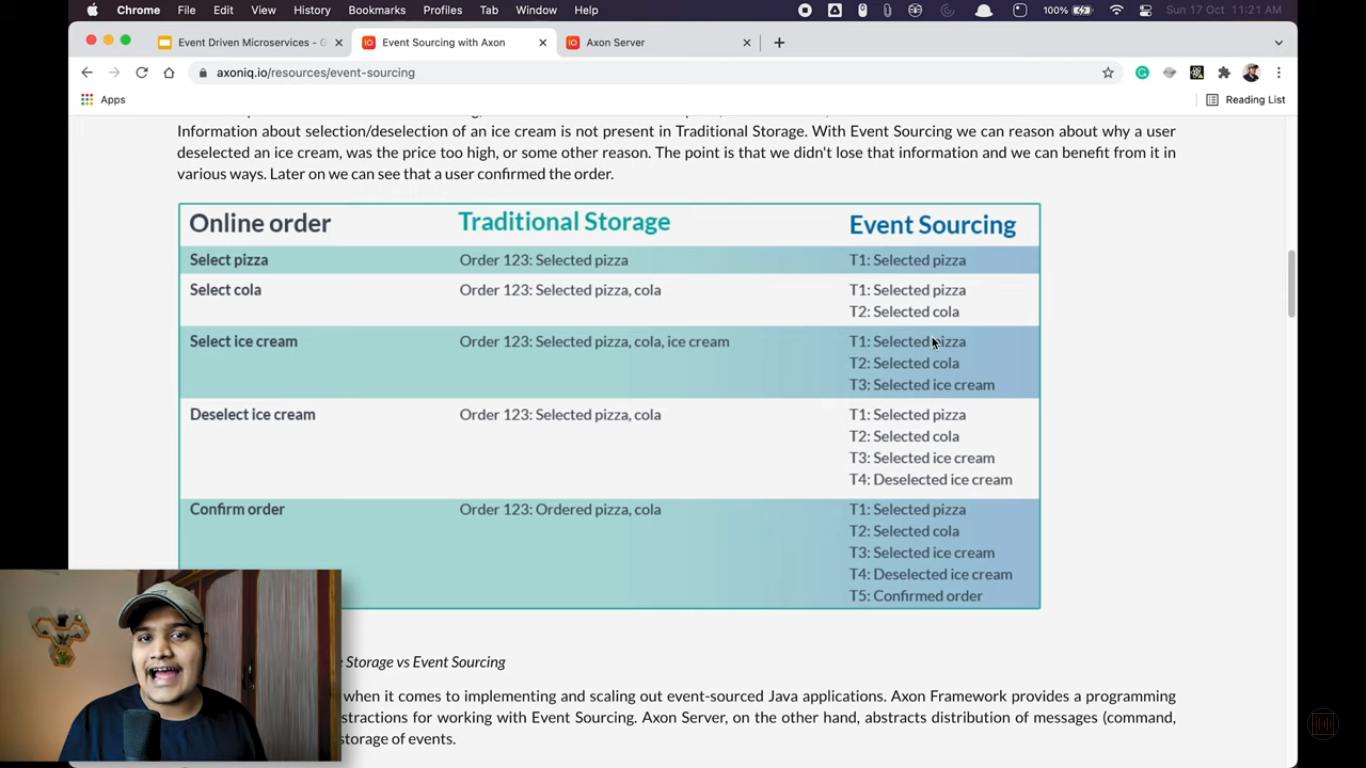 Chrome File Edit View History Bookmarks Profiles Tab Window Help 100% Sun 17 Oct 11:21 AM
Event Driven Microservices - G Event Sourcing with Axon Axon Server
axoniq.io/resources/event-sourcing
Apps Reading List
Information about selection/deselection of an ice cream is not present in Traditional Storage. With Event Sourcing we can reason about why a user
deselected an ice cream, was the price too high, or some other reason. The point is that we didn't lose that information and we can benefit from it in
various ways. Later on we can see that a user confirmed the order.
Online order Traditional Storage Event Sourcing
Select pizza Order 123: Selected pizza T1: Selected pizza
Select cola Order 123: Selected pizza, cola T1: Selected pizza
T2: Selected cola
Select ice cream Order 123: Selected pizza, cola, ice cream T1: Selected pizza
T2: Selected cola
T3: Selected ice cream
Deselect ice cream Order 123: Selected pizza, cola T1: Selected pizza
T2: Selected cola
T3: Selected ice cream
T4: Deselected ice cream
Confirm order Order 123: Ordered pizza, cola T1: Selected pizza
T2: Selected cola
T3: Selected ice cream
T4: Deselected ice cream
T5: Confirmed order
Storage vs Event Sourcing
when it comes to implementing and scaling out event-sourced Java applications. Axon Framework provides a programming
stractions for working with Event Sourcing. Axon Server, on the other hand, abstracts distribution of messages (command,
storage of events.